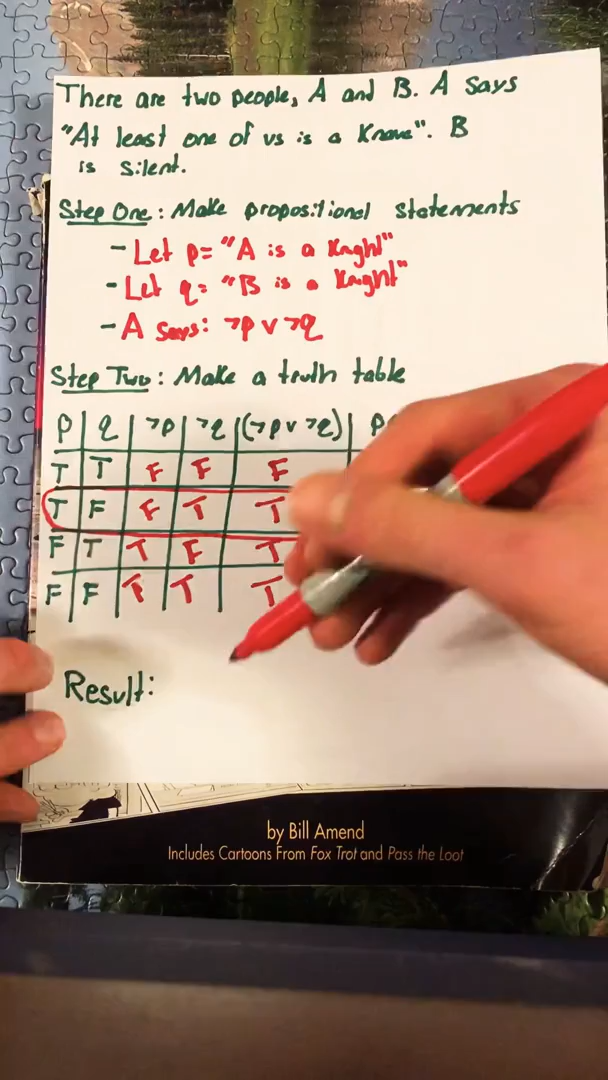 There are two people, A and B. A says
"At least one of us is a Knave". B
is silent.
Step One: Make propositional statements
- Let p= "A is a Knight"
- Let q= "B is a Knight"
- A says: ¬p ∨ ¬q
Step Two: Make a truth table
p q ¬p ¬q (¬p ∨ ¬q) p
T T F F F
T F F T T
F T T F T
F F T T T
Result:
by Bill Amend
Includes Cartoons From Fox Trot and Pass the Loot